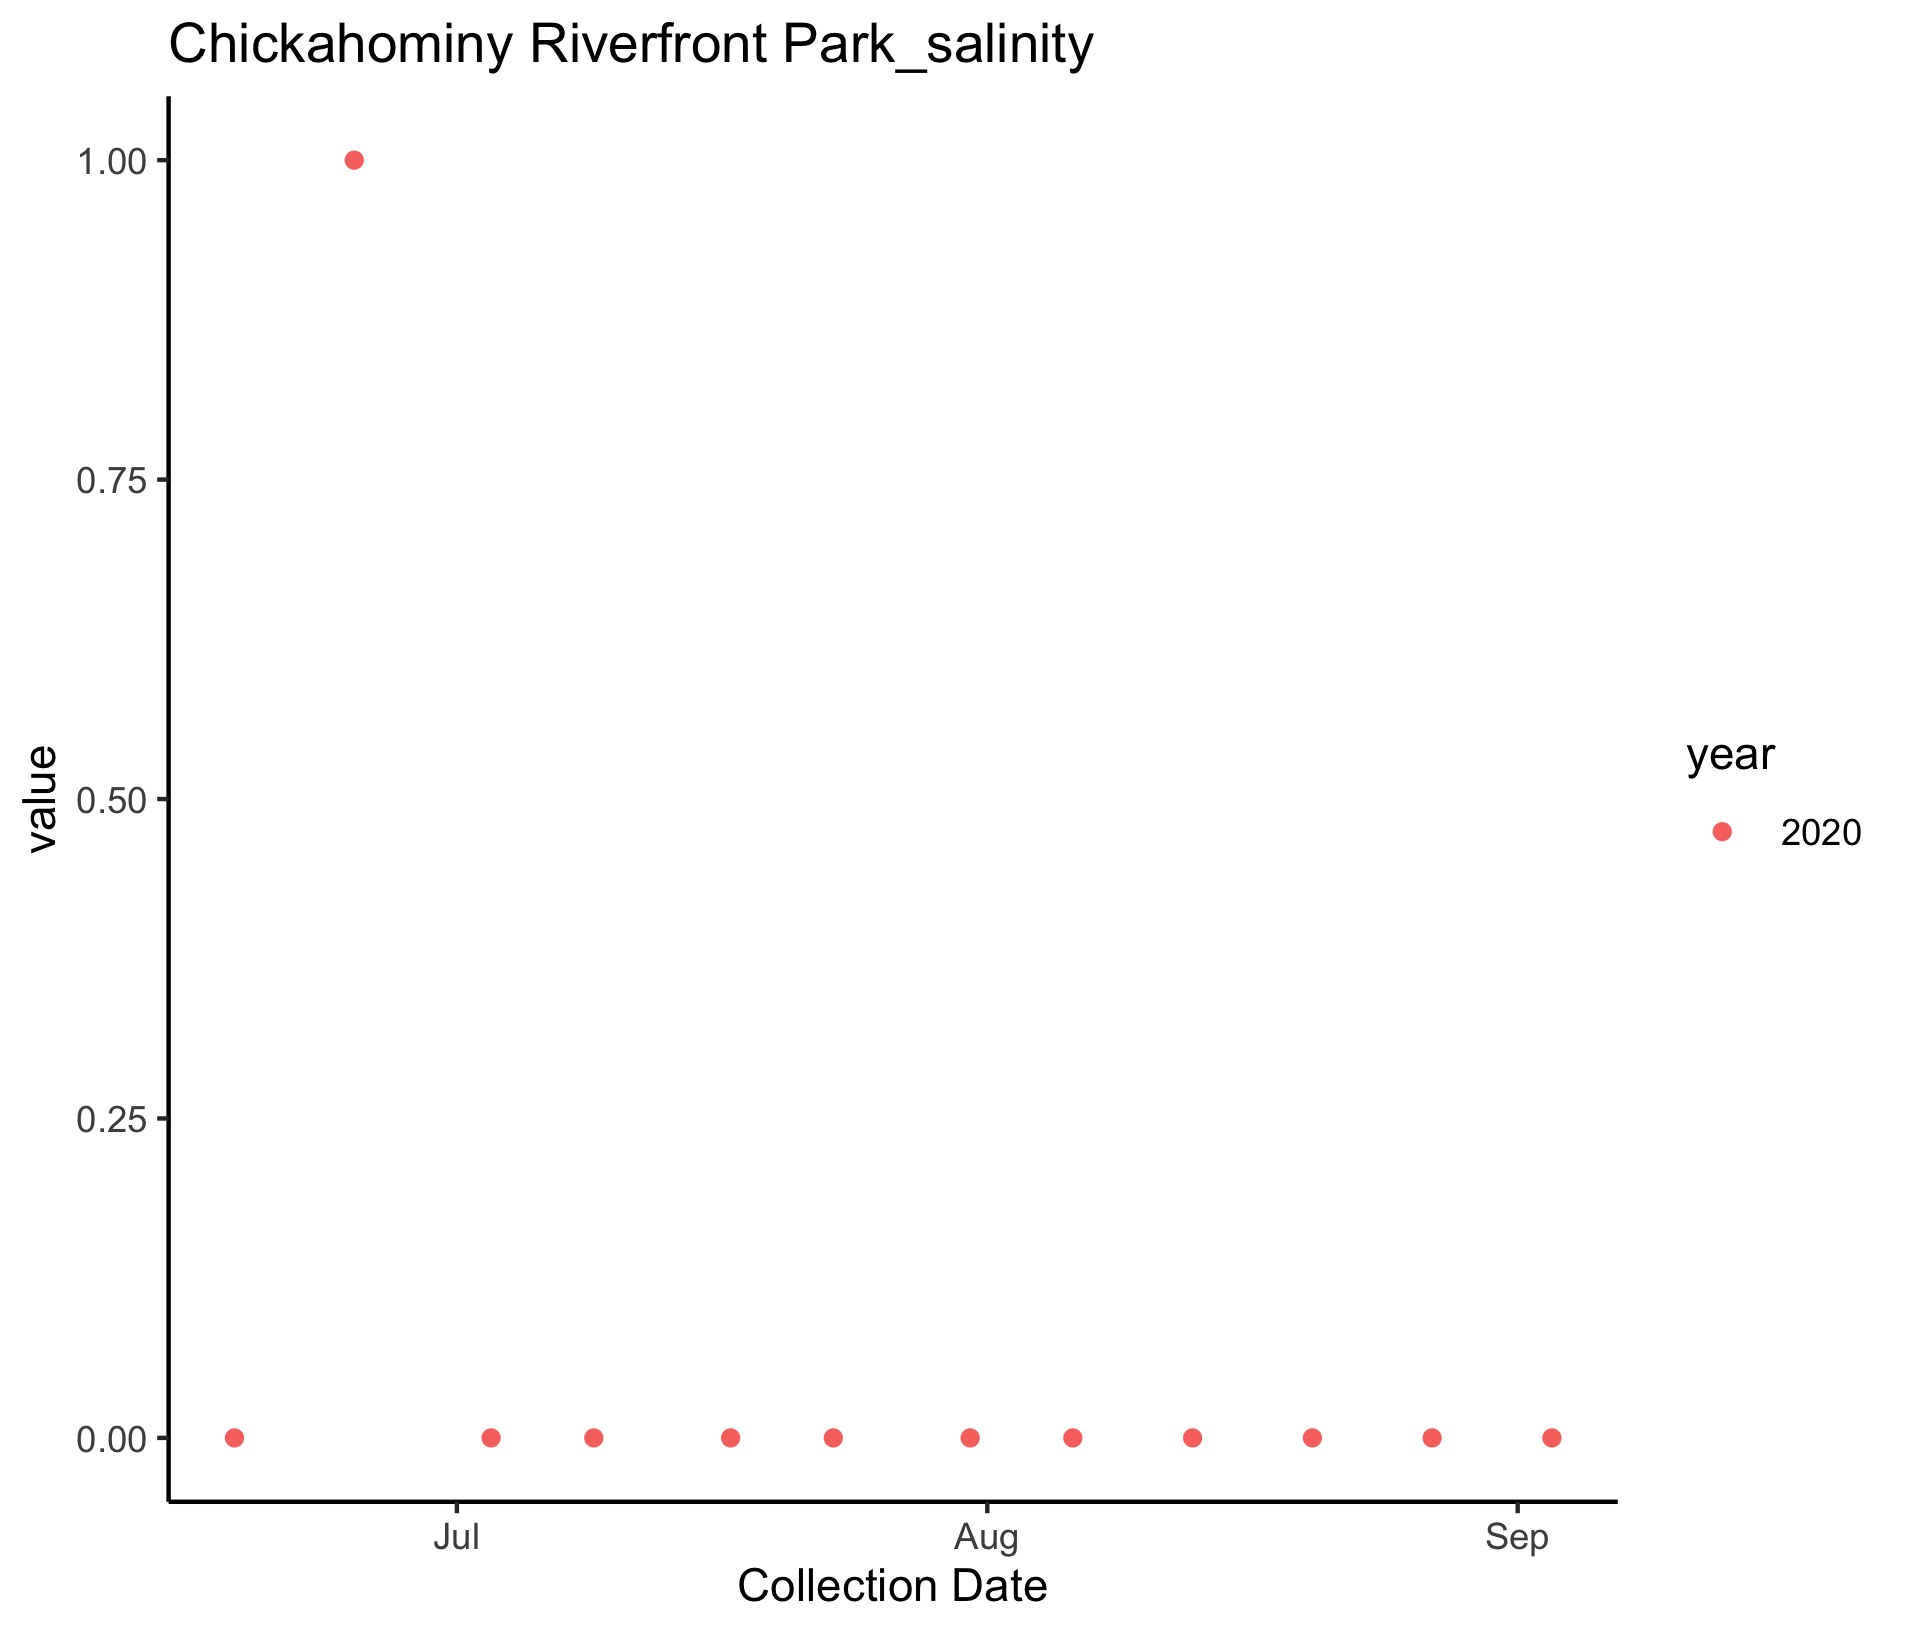 Chickahominy Riverfront Park_salinity
1.00
0.75
0.50
0.25
0.00
value
Jul
Aug
Sep
Collection Date
year
2020